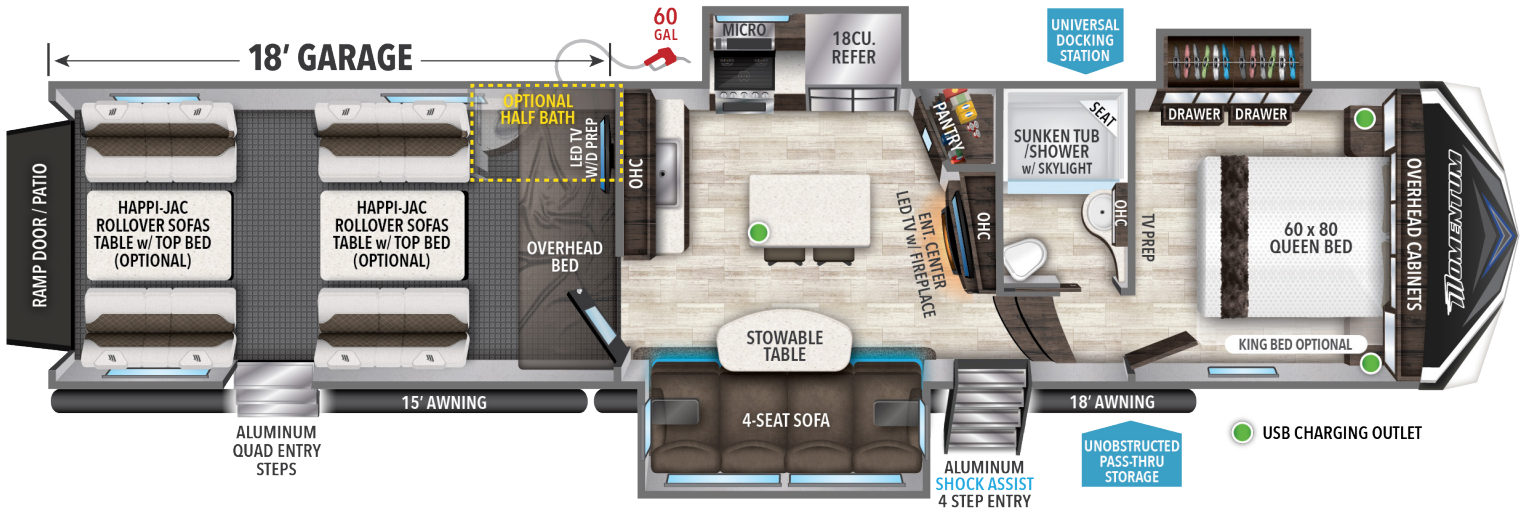 60
GAL
18' GARAGE
MICRO
18CU.
REFER
UNIVERSAL
DOCKING
STATION
OPTIONAL
HALF BATH
LED TV
W/D PREP
OHC
PANTRY
SEAT
SUNKEN TUB
/SHOWER
w/ SKYLIGHT
DRAWER
DRAWER
RAMP DOOR / PATIO
HAPPI-JAC
ROLLOVER SOFAS
TABLE w/ TOP BED
(OPTIONAL)
HAPPI-JAC
ROLLOVER SOFAS
TABLE w/ TOP BED
(OPTIONAL)
OVERHEAD
BED
ENT. CENTER
LED TV w/ FIREPLACE
OHC
OHC
TV PREP
60 x 80
QUEEN BED
OVERHEAD CABINETS
MOMENTUM
STOWABLE
TABLE
KING BED OPTIONAL
15' AWNING
4-SEAT SOFA
18' AWNING
ALUMINUM
QUAD ENTRY
STEPS
ALUMINUM
SHOCK ASSIST
4 STEP ENTRY
UNOBSTRUCTED
PASS-THRU
STORAGE
USB CHARGING OUTLET